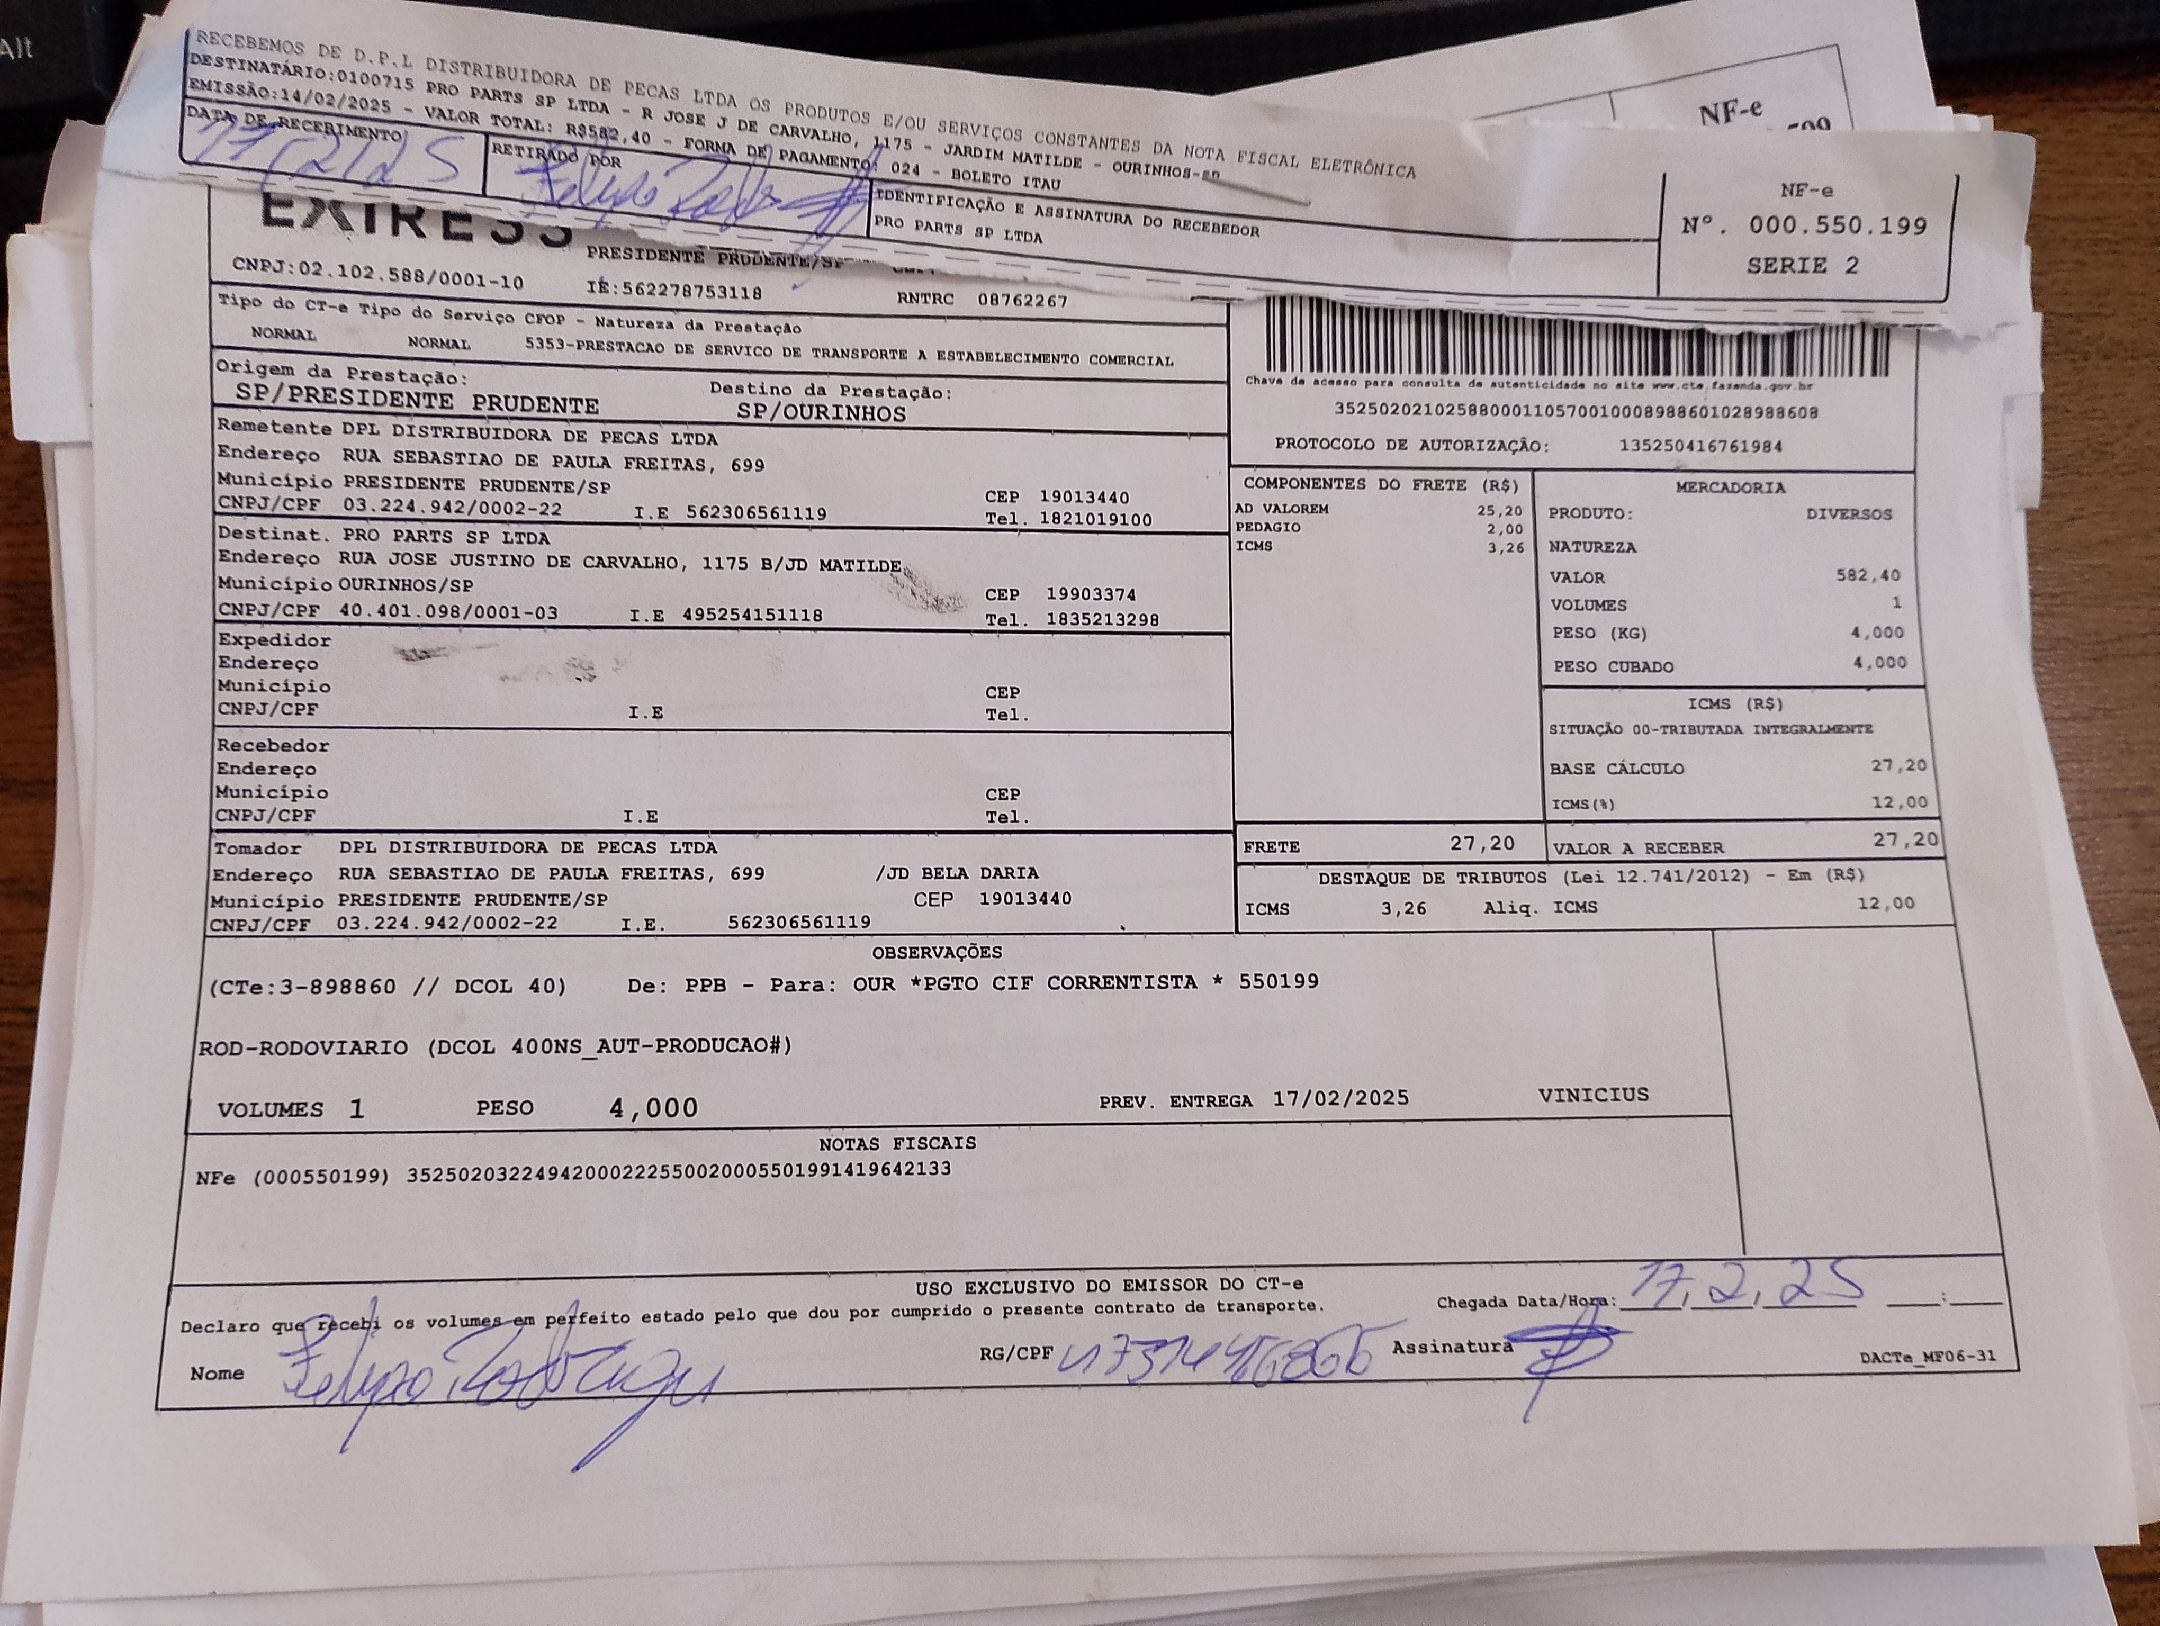 Alt
RECEBEMOS DE D.P.L DISTRIBUIDORA DE PECAS LTDA OS PRODUTOS E/OU SERVIÇOS CONSTANTES DA NOTA FISCAL ELETRÔNICA
DESTINATÁRIO:0100715 PRO PARTS SP LTDA - R JOSE J DE CARVALHO, 1175 - JARDIM MATILDE - OURINHOS-SP
EMISSÃO:14/02/2025 - VALOR TOTAL: R$582,40 - FORMA DE PAGAMENTO: 024 - BOLETO ITAU
DATA DE RECEBIMENTO
17/2/25
RETIRADO POR
IDENTIFICAÇÃO E ASSINATURA DO RECEBEDOR
PRO PARTS SP LTDA
NF-e
NF-e
Nº. 000.550.199
SERIE 2
PRESIDENTE PRUDENTE/SP
CNPJ:02.102.588/0001-10 IE:562278753118 RNTRC 08762267
Tipo do CT-e Tipo do Serviço CFOP - Natureza da Prestação
NORMAL NORMAL 5353-PRESTACAO DE SERVICO DE TRANSPORTE A ESTABELECIMENTO COMERCIAL
Origem da Prestação: Destino da Prestação:
SP/PRESIDENTE PRUDENTE SP/OURINHOS
Chave de acesso para consulta de autenticidade no site www.cte.fazenda.gov.br
35250202102588000110570010008988601028988608
PROTOCOLO DE AUTORIZAÇÃO: 135250416761984
Remetente DPL DISTRIBUIDORA DE PECAS LTDA
Endereço RUA SEBASTIAO DE PAULA FREITAS, 699
Município PRESIDENTE PRUDENTE/SP CEP 19013440
CNPJ/CPF 03.224.942/0002-22 I.E 562306561119 Tel. 1821019100
Destinat. PRO PARTS SP LTDA
Endereço RUA JOSE JUSTINO DE CARVALHO, 1175 B/JD MATILDE
Município OURINHOS/SP CEP 19903374
CNPJ/CPF 40.401.098/0001-03 I.E 495254151118 Tel. 1835213298
Expedidor
Endereço
Município CEP
CNPJ/CPF I.E Tel.
Recebedor
Endereço
Município CEP
CNPJ/CPF I.E Tel.
Tomador DPL DISTRIBUIDORA DE PECAS LTDA
Endereço RUA SEBASTIAO DE PAULA FREITAS, 699 /JD BELA DARIA
Município PRESIDENTE PRUDENTE/SP CEP 19013440
CNPJ/CPF 03.224.942/0002-22 I.E. 562306561119
COMPONENTES DO FRETE (R$)
AD VALOREM 25,20
PEDAGIO 2,00
ICMS 3,26
MERCADORIA
PRODUTO: DIVERSOS
NATUREZA
VALOR 582,40
VOLUMES 1
PESO (KG) 4,000
PESO CUBADO 4,000
ICMS (R$)
SITUAÇÃO 00-TRIBUTADA INTEGRALMENTE
BASE CÁLCULO 27,20
ICMS(%) 12,00
FRETE 27,20 VALOR A RECEBER 27,20
DESTAQUE DE TRIBUTOS (Lei 12.741/2012) - Em (R$)
ICMS 3,26 Aliq. ICMS 12,00
OBSERVAÇÕES
(CTe:3-898860 // DCOL 40) De: PPB - Para: OUR *PGTO CIF CORRENTISTA * 550199
ROD-RODOVIARIO (DCOL 400NS_AUT-PRODUCAO#)
VOLUMES 1 PESO 4,000 PREV. ENTREGA 17/02/2025 VINICIUS
NOTAS FISCAIS
NFe (000550199) 35250203224942000222550020005501991419642133
USO EXCLUSIVO DO EMISSOR DO CT-e
Declaro que recebi os volumes em perfeito estado pelo que dou por cumprido o presente contrato de transporte.
Chegada Data/Hora: 17, 2, 25 :
Nome RG/CPF Assinatura
DACTe_MF06-31